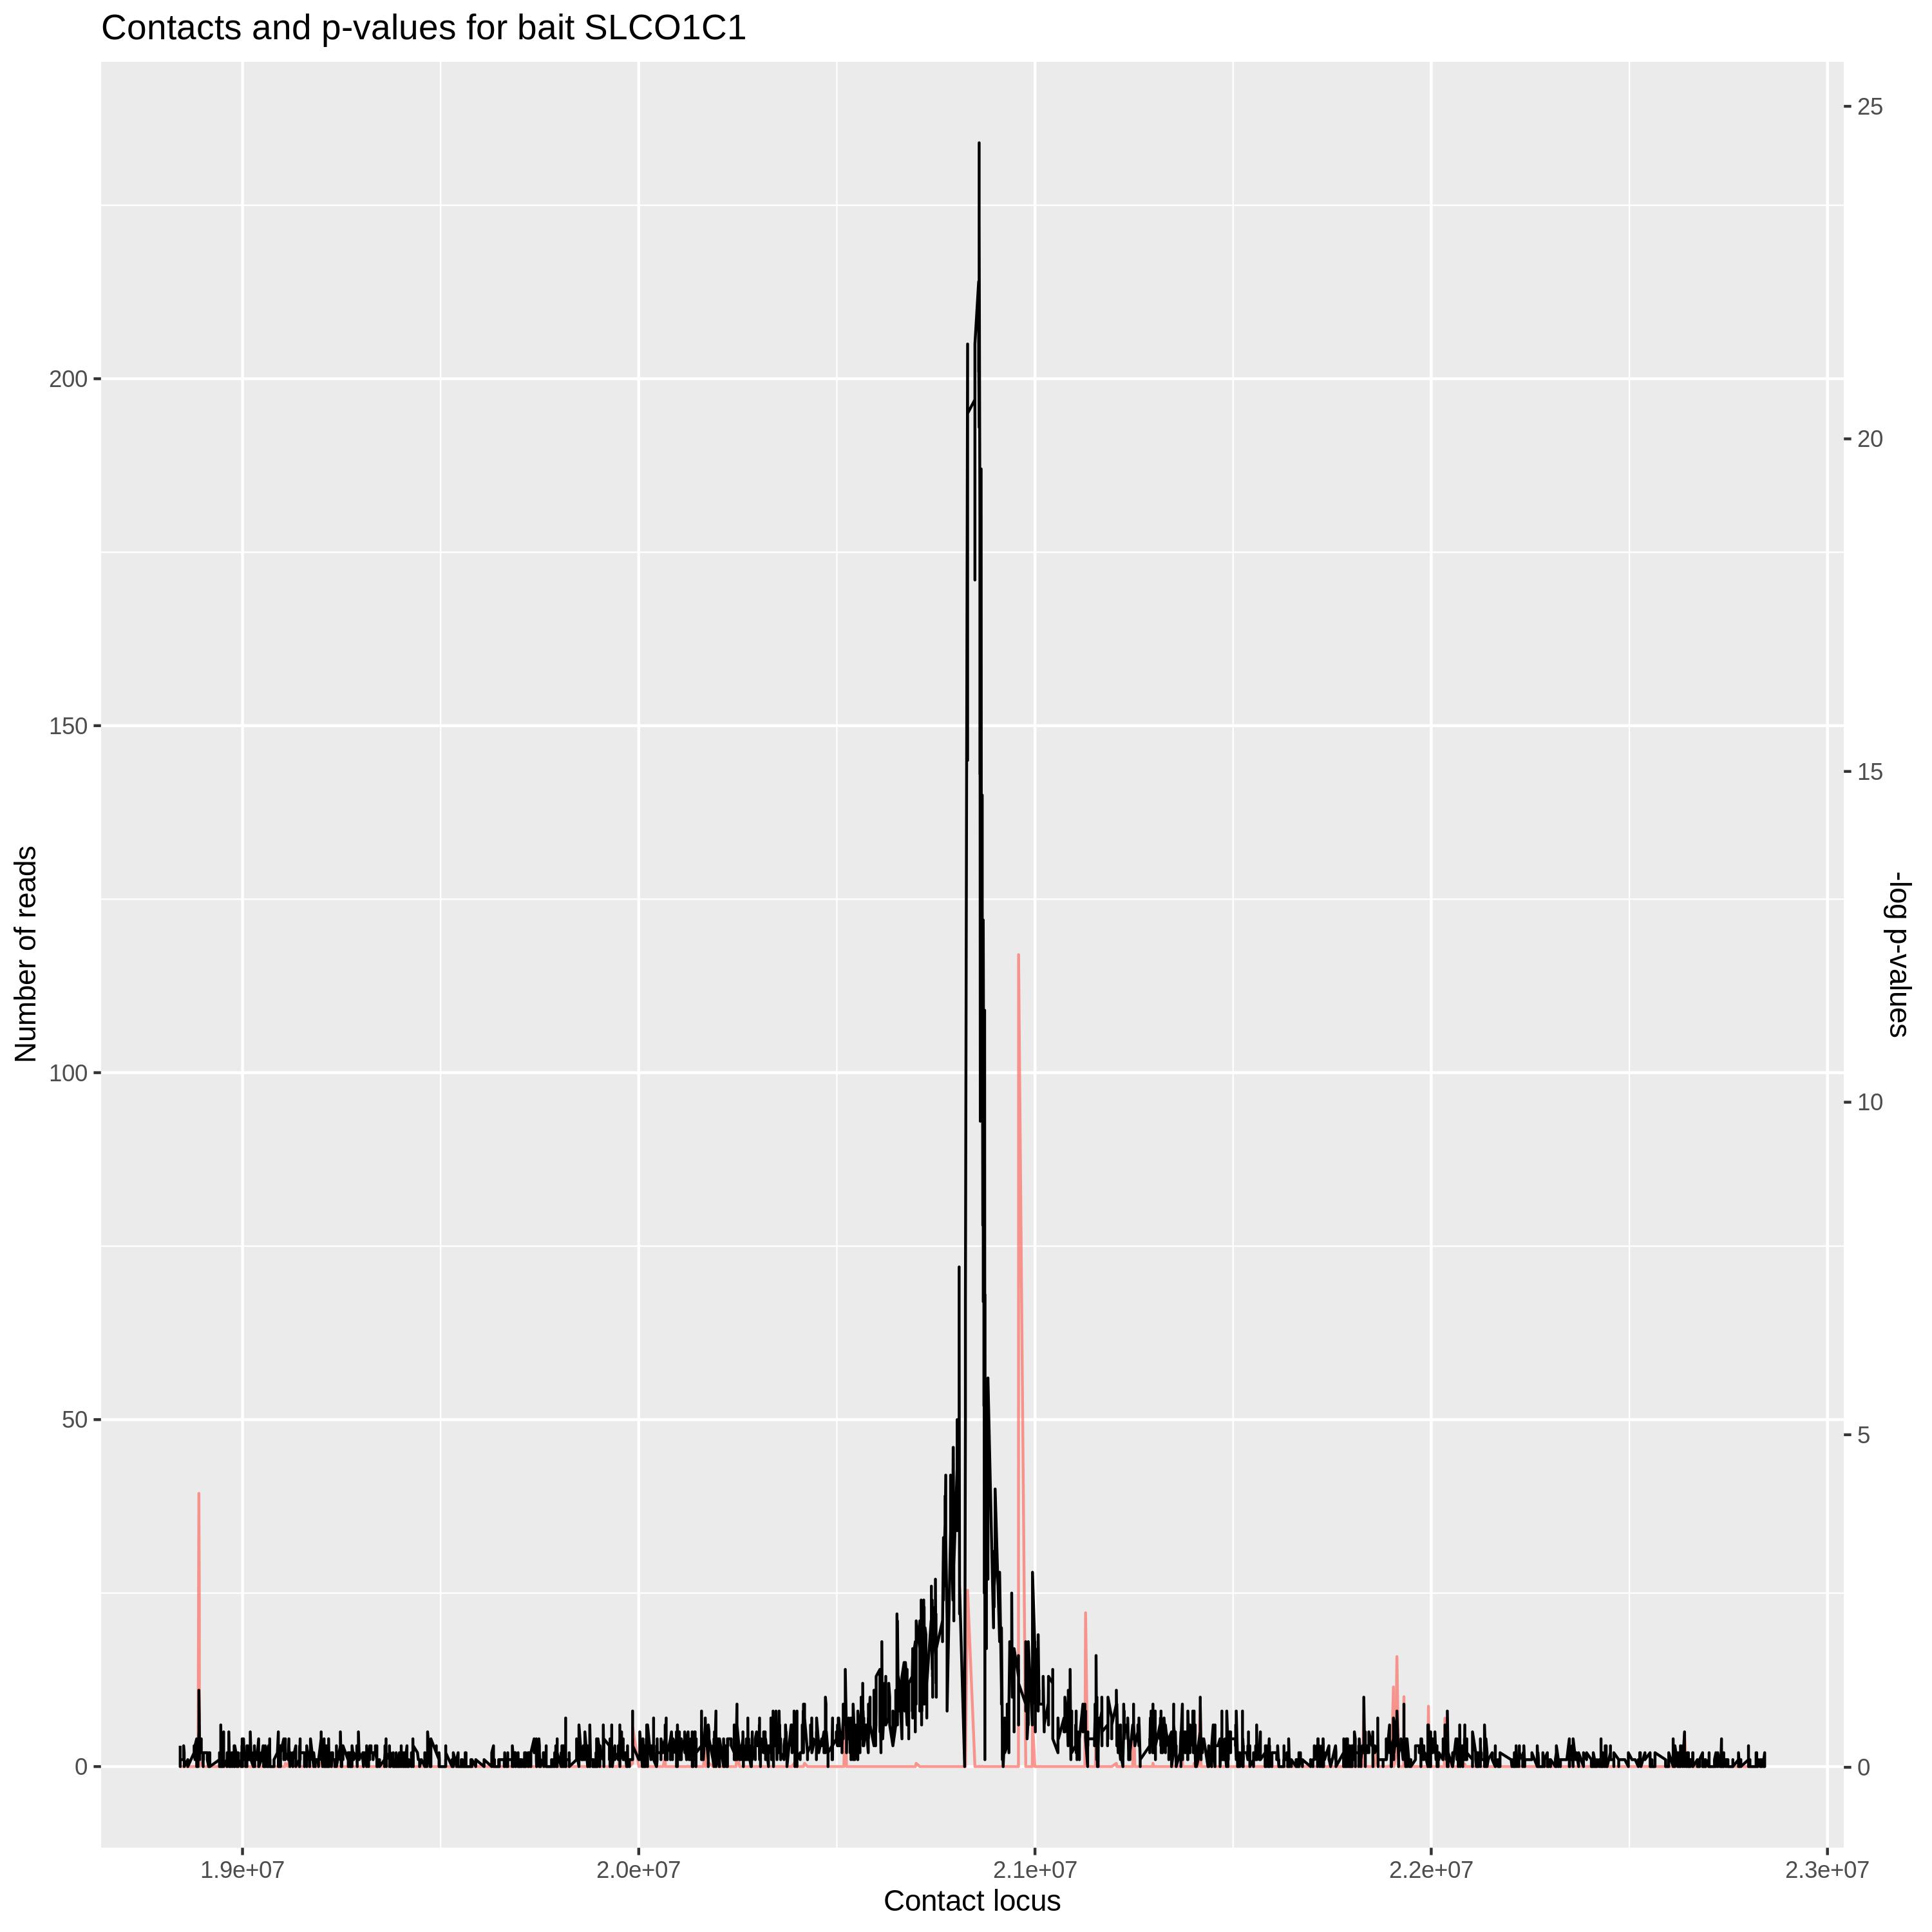 Contacts and p-values for bait SLCO1C1
Number of reads
200
150
100
50
0
25
20
15
10
5
0
-log p-values
1.9e+07
2.0e+07
2.1e+07
2.2e+07
2.3e+07
Contact locus